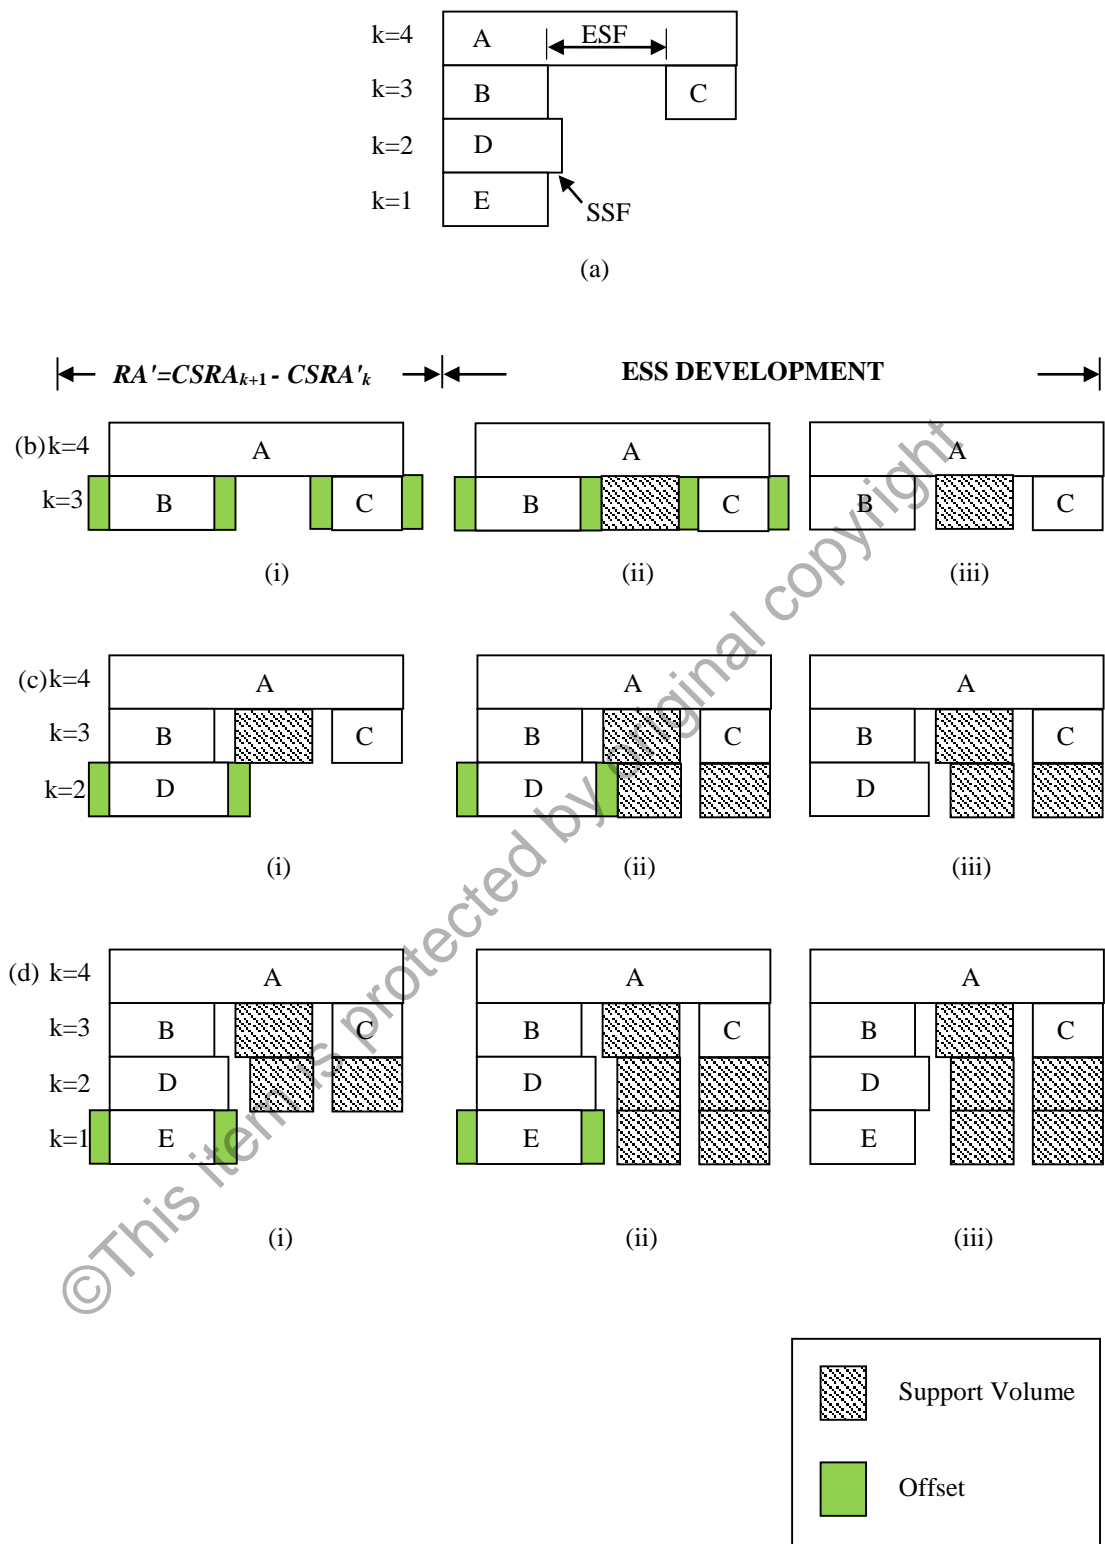 k=4 A ESF
k=3 B C
k=2 D
k=1 E SSF
(a)
RA'=CSRAk+1 - CSRA'k ESS DEVELOPMENT
(b) k=4 A A A
k=3 B C B C B C
(i) (ii) (iii)
(c) k=4 A A A
k=3 B C B C B C
k=2 D D D
(i) (ii) (iii)
(d) k=4 A A A
k=3 B C B C B C
k=2 D D D
k=1 E E E
(i) (ii) (iii)
©This item is protected by original copyright
Support Volume
Offset